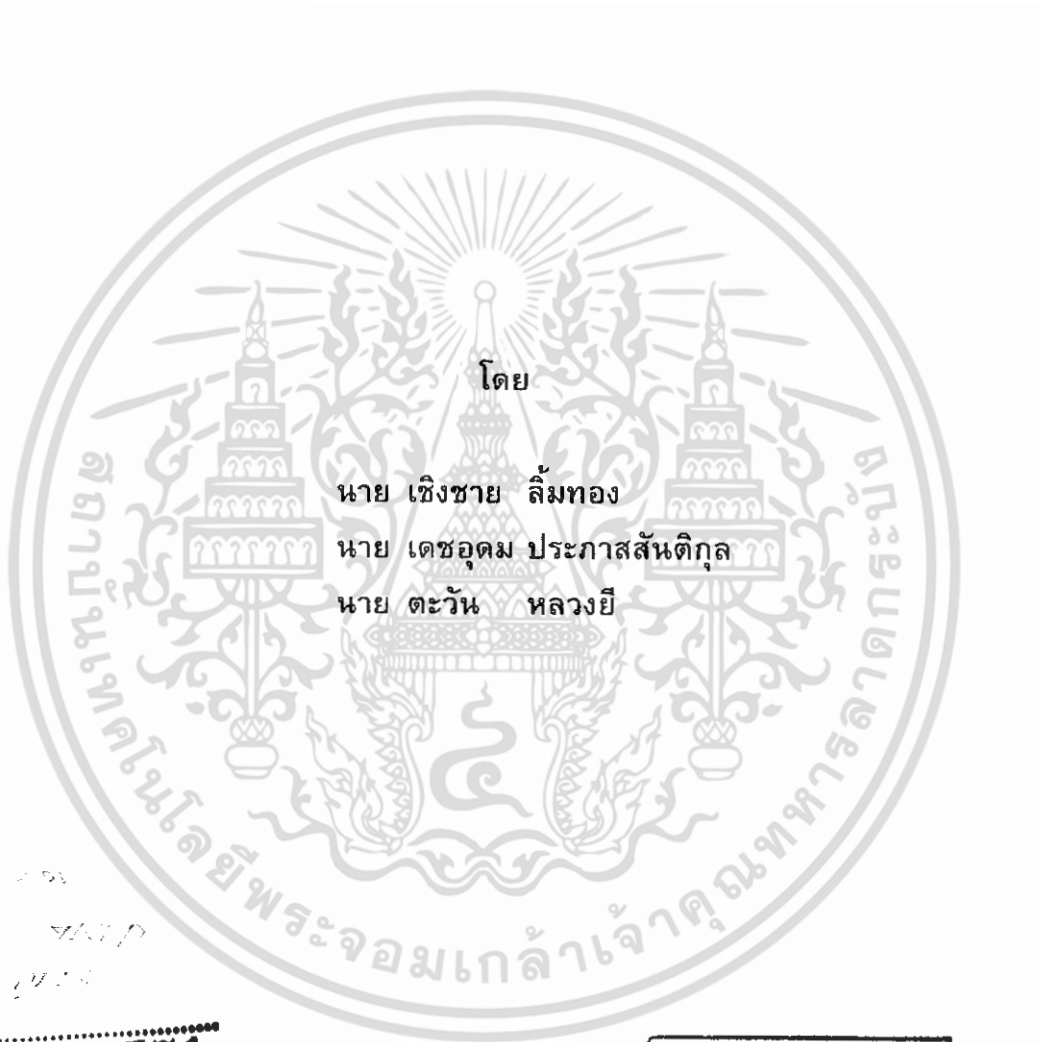 โดย
นาย เชิงชาย ลิ้มทอง
นาย เดชอุดม ประภาสสันติกุล
นาย ตะวัน หลวงยี
สถาบันเทคโนโลยีพระจอมเกล้าเจ้าคุณทหารลาดกระบัง